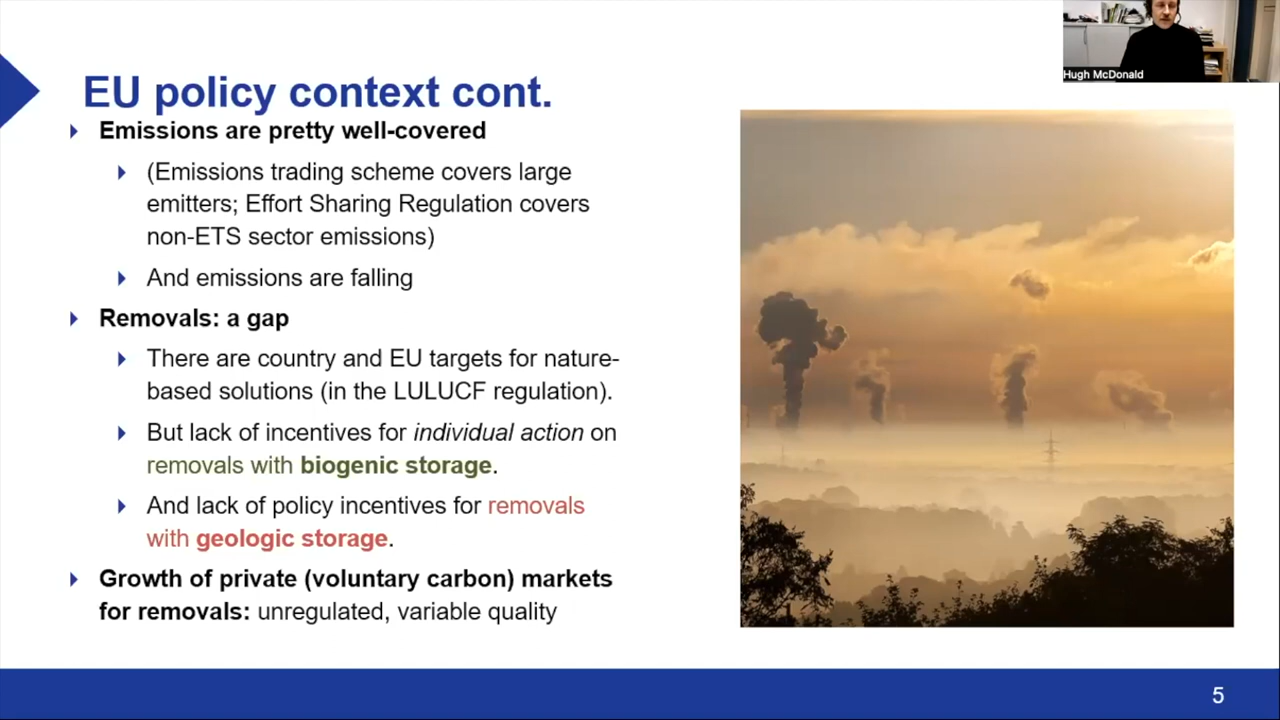 Hugh McDonald
EU policy context cont.
Emissions are pretty well-covered
(Emissions trading scheme covers large
emitters; Effort Sharing Regulation covers
non-ETS sector emissions)
And emissions are falling
Removals: a gap
There are country and EU targets for nature-
based solutions (in the LULUCF regulation).
But lack of incentives for individual action on
removals with biogenic storage.
And lack of policy incentives for removals
with geologic storage.
Growth of private (voluntary carbon) markets
for removals: unregulated, variable quality
5